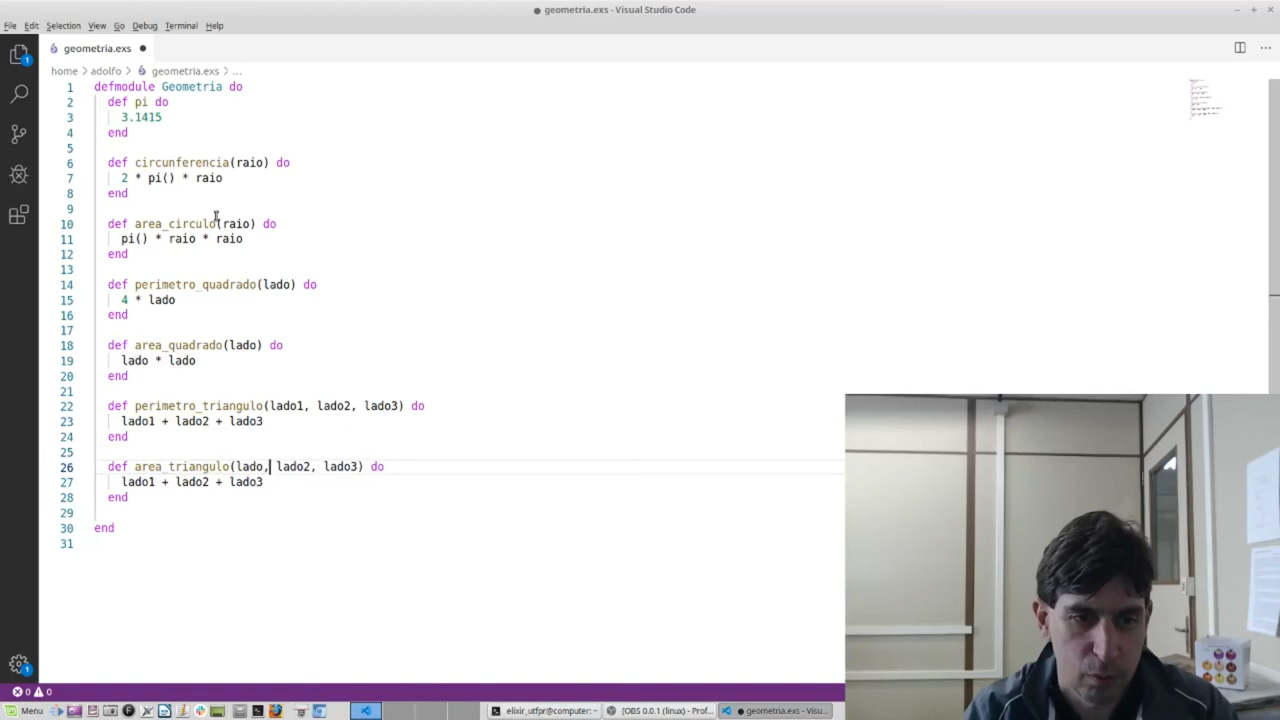 geometria.exs - Visual Studio Code
File Edit Selection View Go Debug Terminal Help
geometria.exs
home > adolfo > geometria.exs > ...
1 defmodule Geometria do
2 def pi do
3 3.1415
4 end
5
6 def circunferencia(raio) do
7 2 * pi() * raio
8 end
9
10 def area_circulo(raio) do
11 pi() * raio * raio
12 end
13
14 def perimetro_quadrado(lado) do
15 4 * lado
16 end
17
18 def area_quadrado(lado) do
19 lado * lado
20 end
21
22 def perimetro_triangulo(lado1, lado2, lado3) do
23 lado1 + lado2 + lado3
24 end
25
26 def area_triangulo(lado, lado2, lado3) do
27 lado1 + lado2 + lado3
28 end
29
30 end
31
1
1
0 0
Menu elixir_utfpr@computer: ~ [OBS 0.0.1 (linux) - Prof... geometria.exs - Visual Stu...